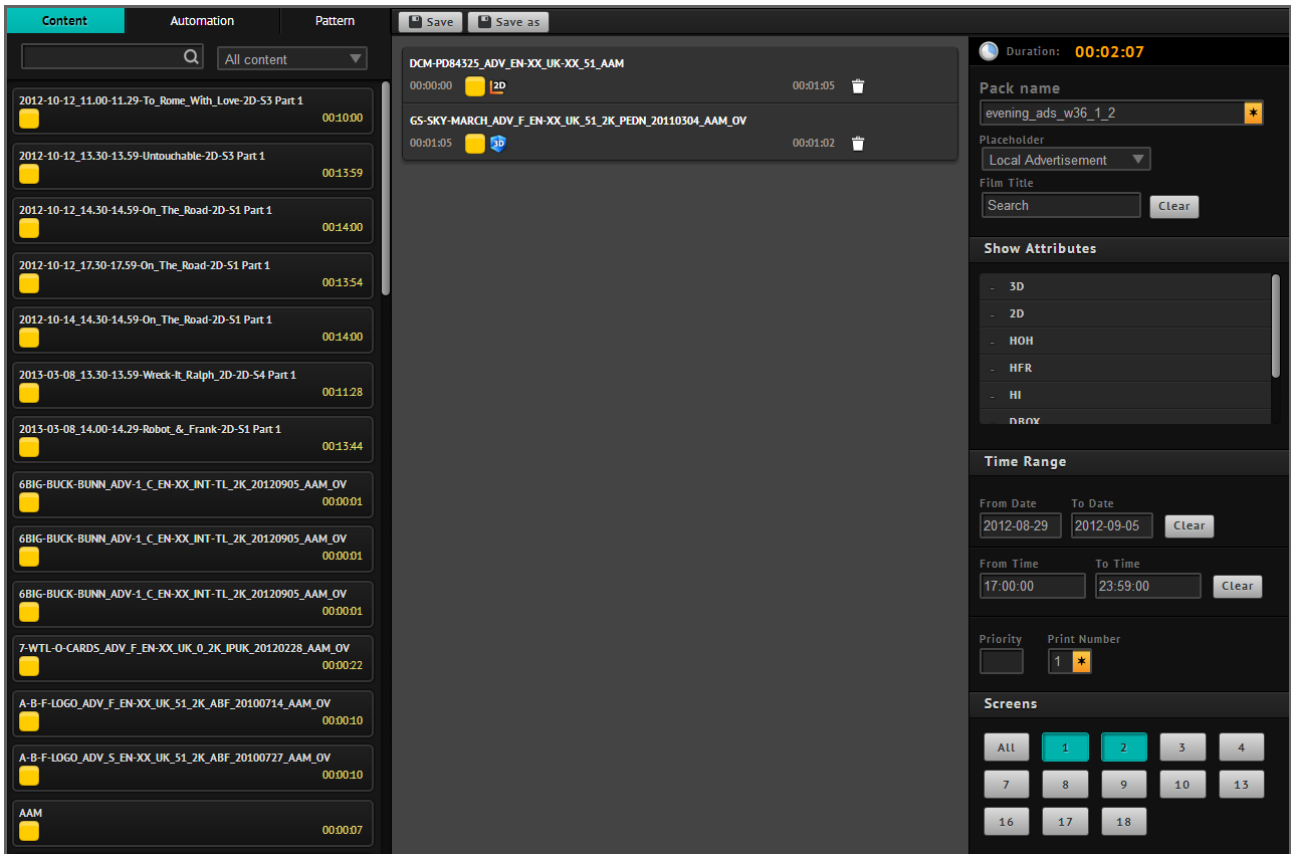 Content Automation Pattern
Save Save as
All content
2012-10-12_11.00-11.29-To_Rome_With_Love-2D-S3 Part 1
00:10:00
2012-10-12_13.30-13.59-Untouchable-2D-S3 Part 1
00:13:59
2012-10-12_14.30-14.59-On_The_Road-2D-S1 Part 1
00:14:00
2012-10-12_17.30-17.59-On_The_Road-2D-S1 Part 1
00:13:54
2012-10-14_14.30-14.59-On_The_Road-2D-S1 Part 1
00:14:00
2013-03-08_13.30-13.59-Wreck-It_Ralph_2D-2D-S4 Part 1
00:11:28
2013-03-08_14.00-14.29-Robot_&_Frank-2D-S1 Part 1
00:13:44
6BIG-BUCK-BUNN_ADV-1_C_EN-XX_INT-TL_2K_20120905_AAM_OV
00:00:01
6BIG-BUCK-BUNN_ADV-1_C_EN-XX_INT-TL_2K_20120905_AAM_OV
00:00:01
6BIG-BUCK-BUNN_ADV-1_C_EN-XX_INT-TL_2K_20120905_AAM_OV
00:00:01
7-WTL-O-CARDS_ADV_F_EN-XX_UK_0_2K_IPUK_20120228_AAM_OV
00:00:22
A-B-F-LOGO_ADV_F_EN-XX_UK_51_2K_ABF_20100714_AAM_OV
00:00:10
A-B-F-LOGO_ADV_S_EN-XX_UK_51_2K_ABF_20100727_AAM_OV
00:00:10
AAM
00:00:07
DCM-PD84325_ADV_EN-XX_UK-XX_51_AAM
00:00:00 2D 00:01:05
GS-SKY-MARCH_ADV_F_EN-XX_UK_51_2K_PEDN_20110304_AAM_OV
00:01:05 3D 00:01:02
Duration: 00:02:07
Pack name
evening_ads_w36_1_2 *
Placeholder
Local Advertisement
Film Title
Search Clear
Show Attributes
- 3D
- 2D
- HOH
- HFR
- HI
DBOX
Time Range
From Date To Date
2012-08-29 2012-09-05 Clear
From Time To Time
17:00:00 23:59:00 Clear
Priority Print Number
1 *
Screens
All 1 2 3 4
7 8 9 10 13
16 17 18